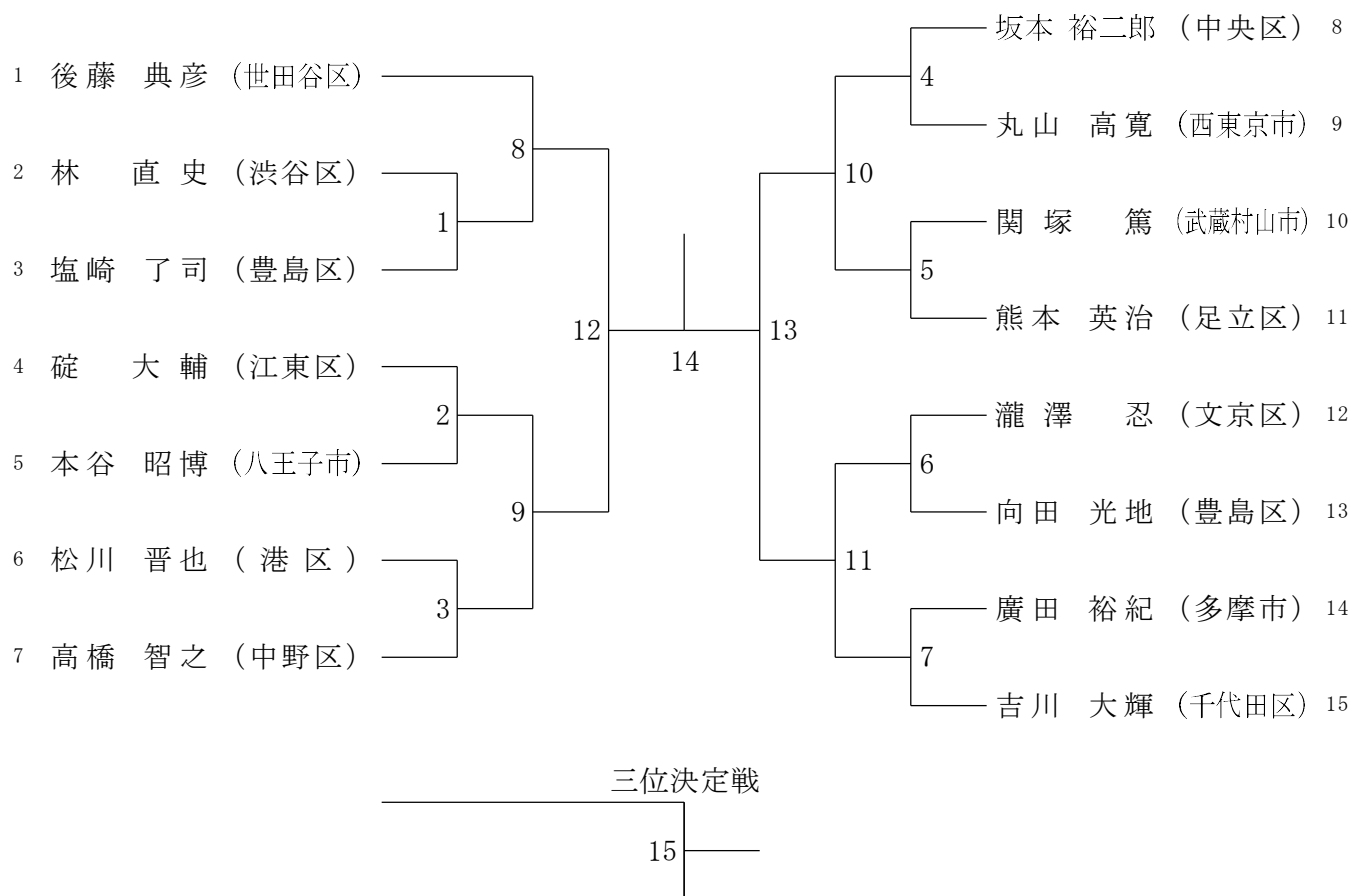 1 後藤 典彦 (世田谷区)
2 林 直史 (渋谷区)
3 塩崎 了司 (豊島区)
4 碇 大輔 (江東区)
5 本谷 昭博 (八王子市)
6 松川 晋也 (港区)
7 高橋 智之 (中野区)
8
1
2
9
3
12
14
13
10
4
5
11
6
7
坂本 裕二郎 (中央区) 8
丸山 高寛 (西東京市) 9
関塚 篤 (武蔵村山市) 10
熊本 英治 (足立区) 11
瀧澤 忍 (文京区) 12
向田 光地 (豊島区) 13
廣田 裕紀 (多摩市) 14
吉川 大輝 (千代田区) 15
三位決定戦
15